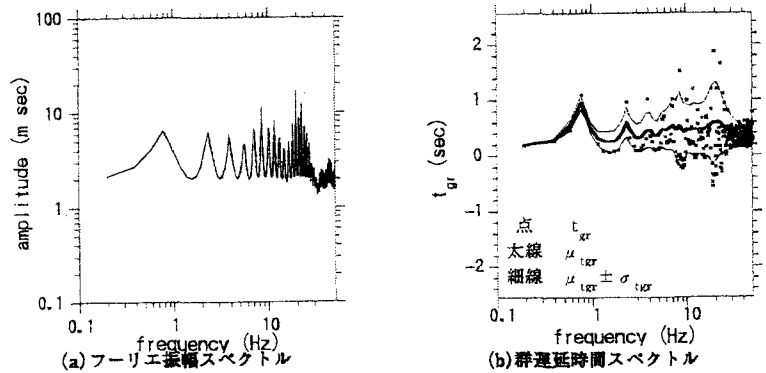 100
10
1
0.1
amplitude (m sec)
0.1
1
10
frequency (Hz)
(a)フーリエ振幅スペクトル
2
1
0
-1
-2
t_gr (sec)
点 t_gr
太線 μ_tgr
細線 μ_tgr ± σ_tgr
0.1
1
10
frequency (Hz)
(b)群遅延時間スペクトル